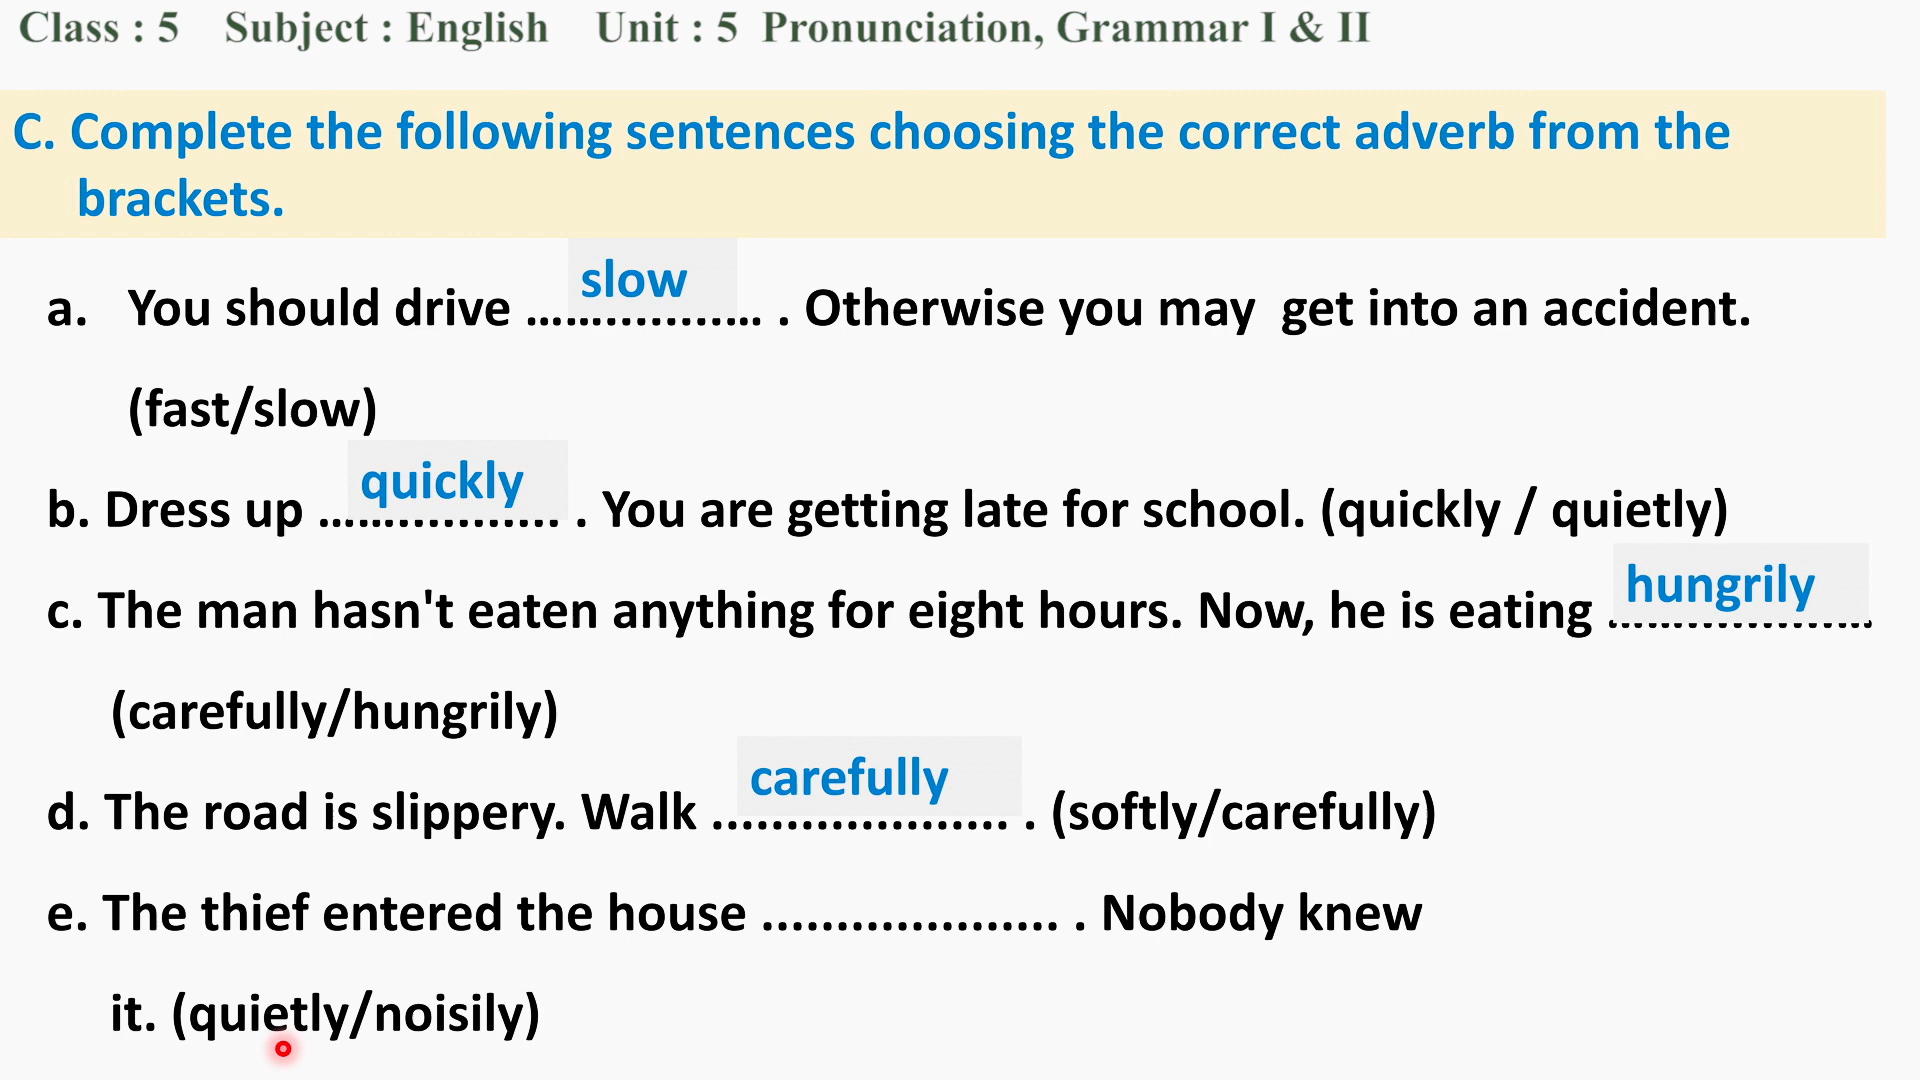 Class : 5 Subject : English Unit : 5 Pronunciation, Grammar I & II
C. Complete the following sentences choosing the correct adverb from the
brackets.
slow
a. You should drive .................... . Otherwise you may get into an accident.
(fast/slow)
quickly
b. Dress up .................... . You are getting late for school. (quickly / quietly)
hungrily
c. The man hasn't eaten anything for eight hours. Now, he is eating ....................
(carefully/hungrily)
carefully
d. The road is slippery. Walk .................... . (softly/carefully)
e. The thief entered the house .................... . Nobody knew
it. (quietly/noisily)